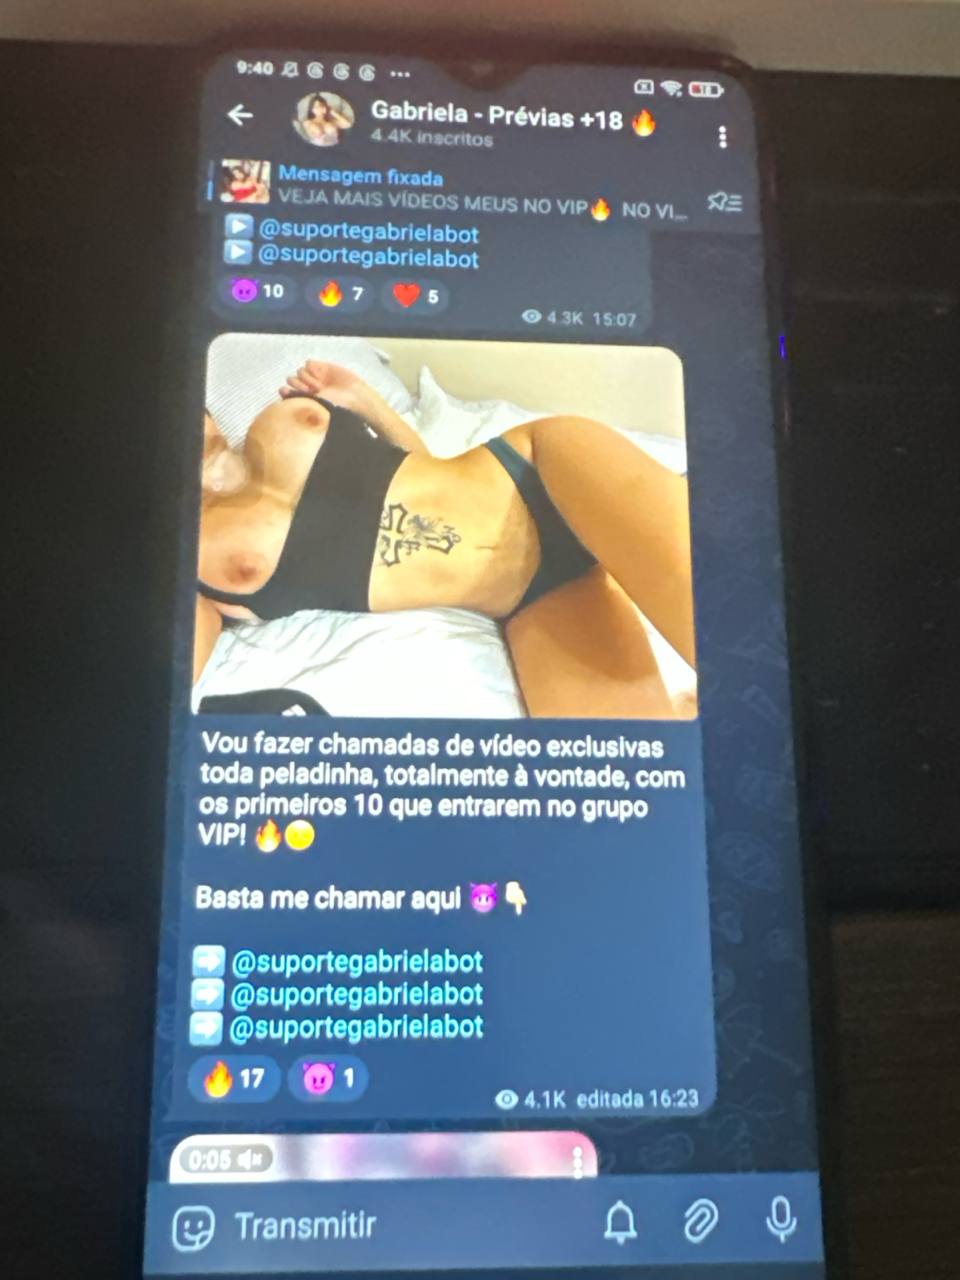 9:40
18
Gabriela - Prévias +18 🔥
4.4K inscritos
Mensagem fixada
VEJA MAIS VÍDEOS MEUS NO VIP🔥 NO VI...
▶️ @suportegabrielabot
▶️ @suportegabrielabot
😈 10 🔥 7 ❤️ 5
4.3K 15:07
Vou fazer chamadas de vídeo exclusivas
toda peladinha, totalmente à vontade, com
os primeiros 10 que entrarem no grupo
VIP! 🔥😏
Basta me chamar aqui 😈👇
➡️ @suportegabrielabot
➡️ @suportegabrielabot
➡️ @suportegabrielabot
🔥 17 😈 1
4.1K editada 16:23
0:05
Transmitir